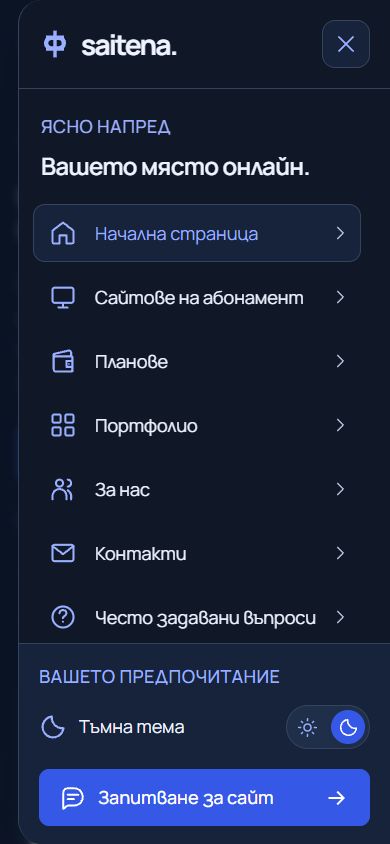 saitena.
ЯСНО НАПРЕД
Вашето място онлайн.
Начална страница
Сайтове на абонамент
Планове
Портфолио
За нас
Контакти
Често задавани въпроси
ВАШЕТО ПРЕДПОЧИТАНИЕ
Тъмна тема
Запитване за сайт